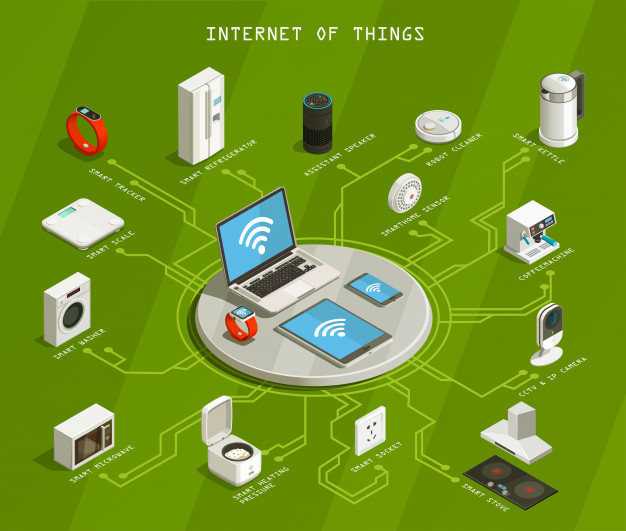 INTERNET OF THINGS
SMART TRACKER
SMART REFRIGERATOR
ASSISTANT SPEAKER
ROBOT CLEANER
SMART KETTLE
SMART SCALE
SMARTHOME SENSOR
COFFEEMACHINE
SMART WASHER
CCTV & IP CAMERA
SMART MICROWAVE
SMART HEATING
PRESSURE
SMART SOCKET
SMART STOVE